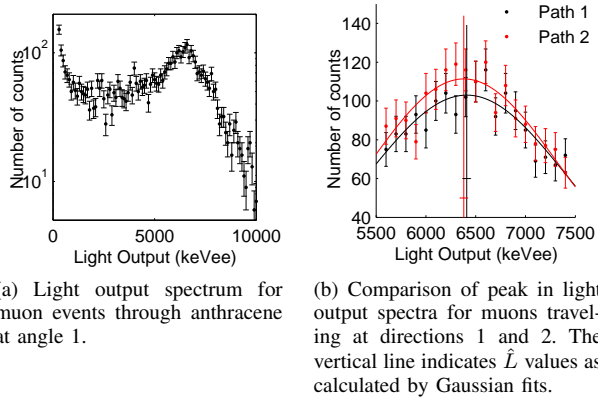 Number of counts
10²
10¹
0
5000
10000
Light Output (keVee)
(a) Light output spectrum for
muon events through anthracene
at angle 1.
Number of counts
140
120
100
80
60
40
5500
6000
6500
7000
7500
Light Output (keVee)
Path 1
Path 2
(b) Comparison of peak in light
output spectra for muons travel-
ing at directions 1 and 2. The
vertical line indicates L̂ values as
calculated by Gaussian fits.